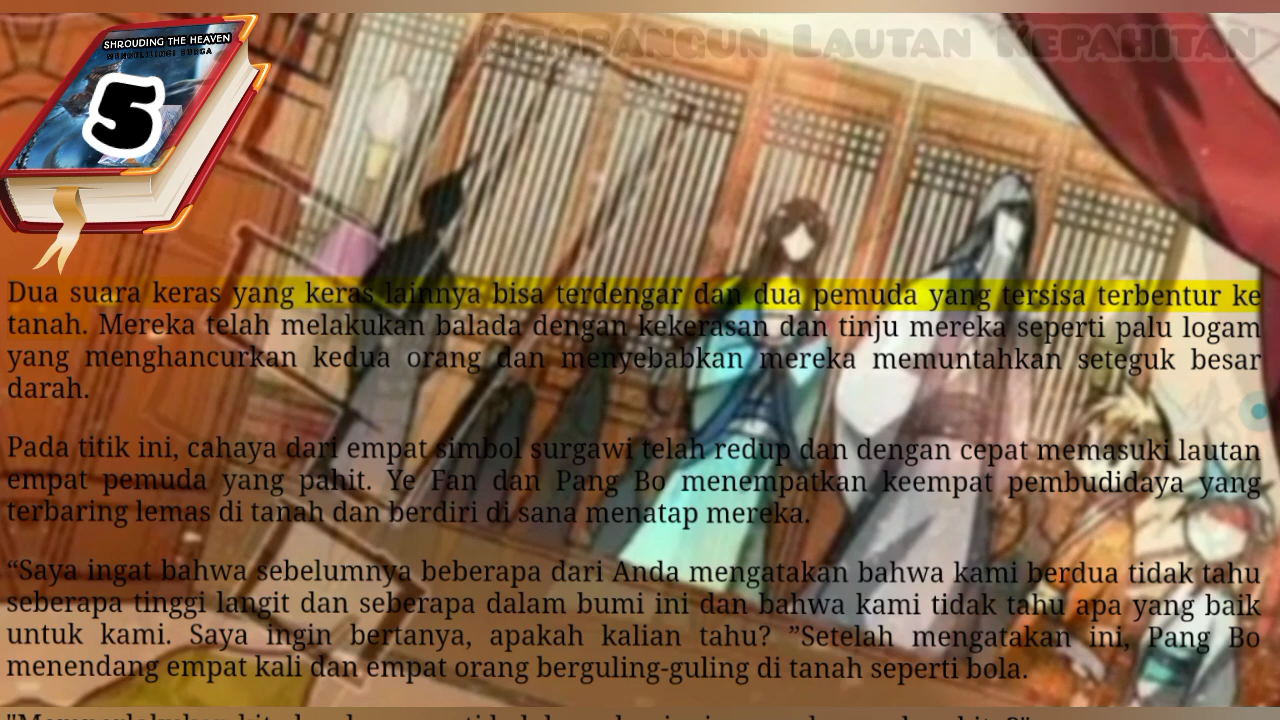 SHROUDING THE HEAVEN
5
Lautan Kepahitan
Dua suara keras yang keras lainnya bisa terdengar dan dua pemuda yang tersisa terbentur ke
tanah. Mereka telah melakukan balada dengan kekerasan dan tinju mereka seperti palu logam
yang menghancurkan kedua orang dan menyebabkan mereka memuntahkan seteguk besar
darah.
Pada titik ini, cahaya dari empat simbol surgawi telah redup dan dengan cepat memasuki lautan
empat pemuda yang pahit. Ye Fan dan Pang Bo menempatkan keempat pembudidaya yang
terbaring lemas di tanah dan berdiri di sana menatap mereka.
“Saya ingat bahwa sebelumnya beberapa dari Anda mengatakan bahwa kami berdua tidak tahu
seberapa tinggi langit dan seberapa dalam bumi ini dan bahwa kami tidak tahu apa yang baik
untuk kami. Saya ingin bertanya, apakah kalian tahu? ”Setelah mengatakan ini, Pang Bo
menendang empat kali dan empat orang berguling-guling di tanah seperti bola.